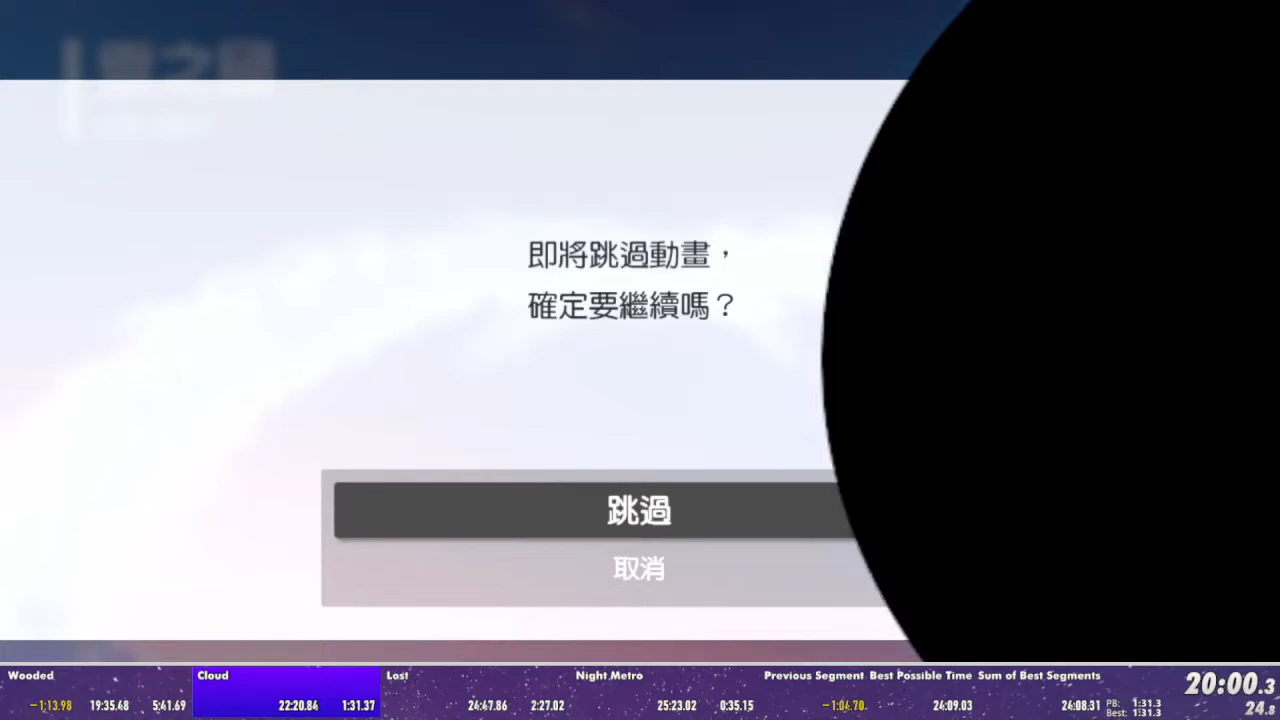 即將跳過動畫，
確定要繼續嗎？
跳過
取消
Wooded Cloud Lost Night Metro Previous Segment Best Possible Time Sum of Best Segments
−1:13.98 19:35.48 5:41.69 22:20.84 1:31.37 24:47.86 2:27.02 25:23.02 0:35.15 −1:04.70 24:09.03 24:08.31
PB: 1:31.3
Best: 1:31.3
20:00.3
24.8